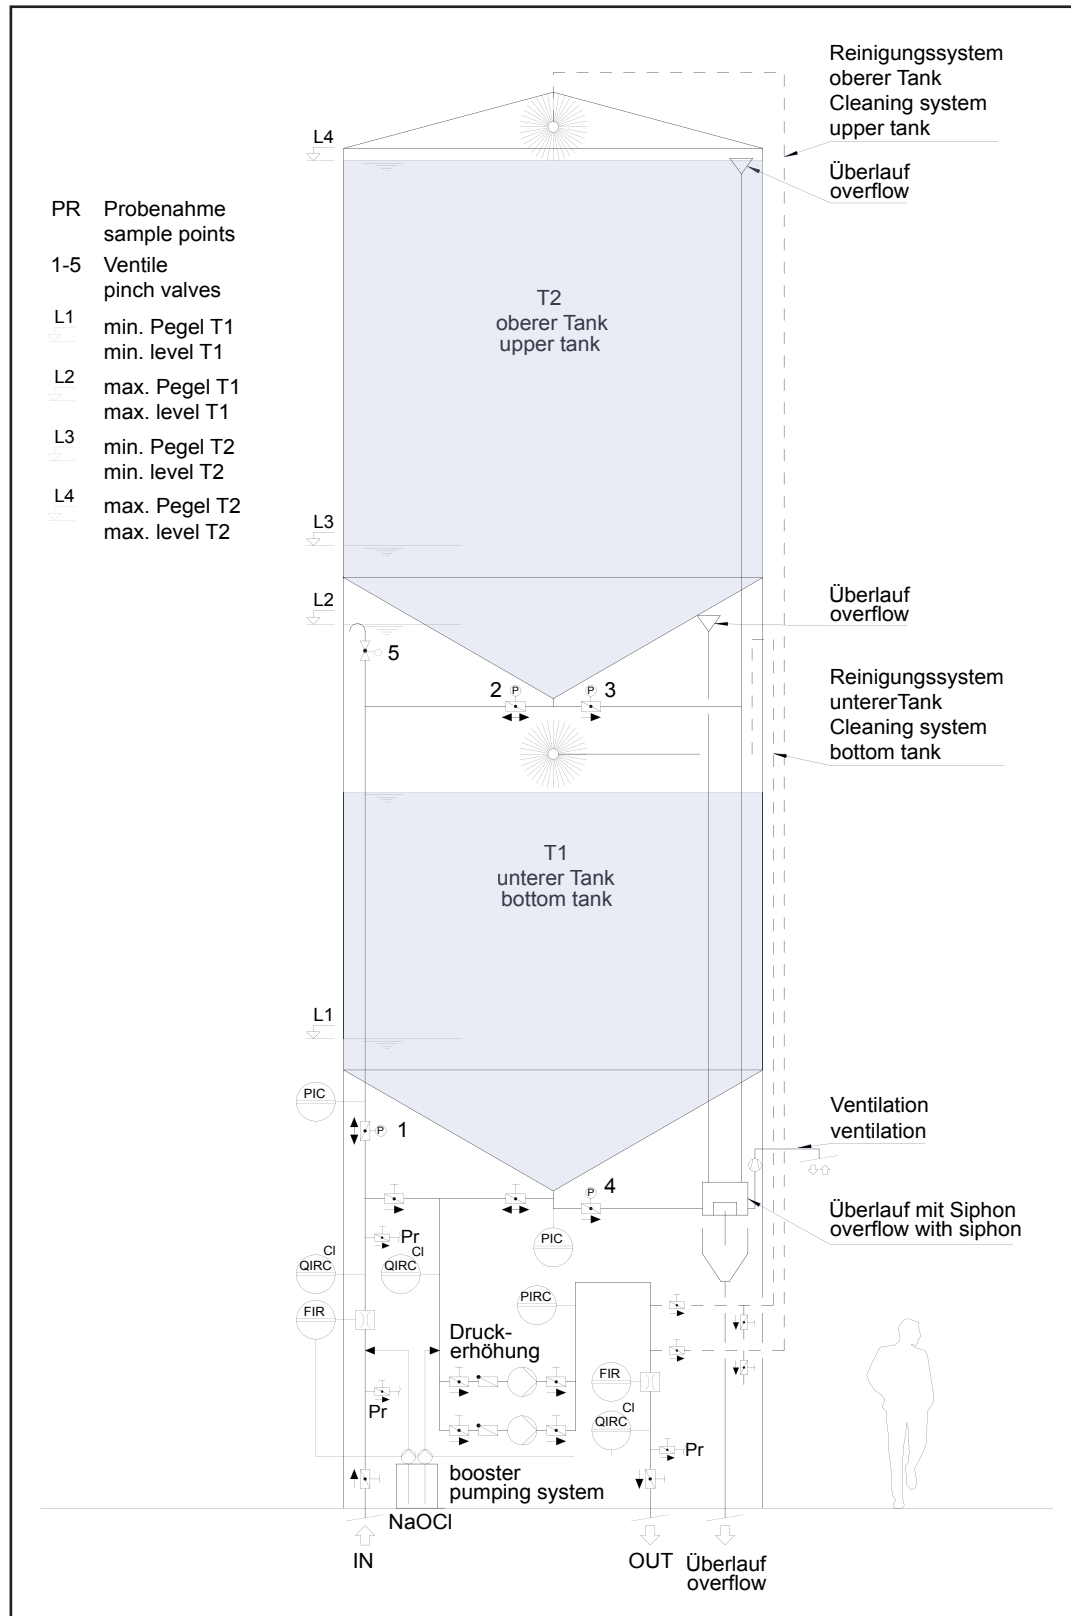 Reinigungssystem
oberer Tank
Cleaning system
upper tank
L4
Überlauf
overflow
PR Probenahme
sample points
1-5 Ventile
pinch valves
L1 min. Pegel T1
min. level T1
L2 max. Pegel T1
max. level T1
L3 min. Pegel T2
min. level T2
L4 max. Pegel T2
max. level T2
T2
oberer Tank
upper tank
L3
L2
Überlauf
overflow
5
2 P
P 3
Reinigungssystem
untererTank
Cleaning system
bottom tank
T1
unterer Tank
bottom tank
L1
PIC
P 1
Ventilation
ventilation
P 4
Überlauf mit Siphon
overflow with siphon
Pr
PIC
Cl
QIRC
Cl
QIRC
PIRC
FIR
Druck-
erhöhung
FIR
Pr
Cl
QIRC
Pr
booster
pumping system
NaOCl
IN
OUT
Überlauf
overflow